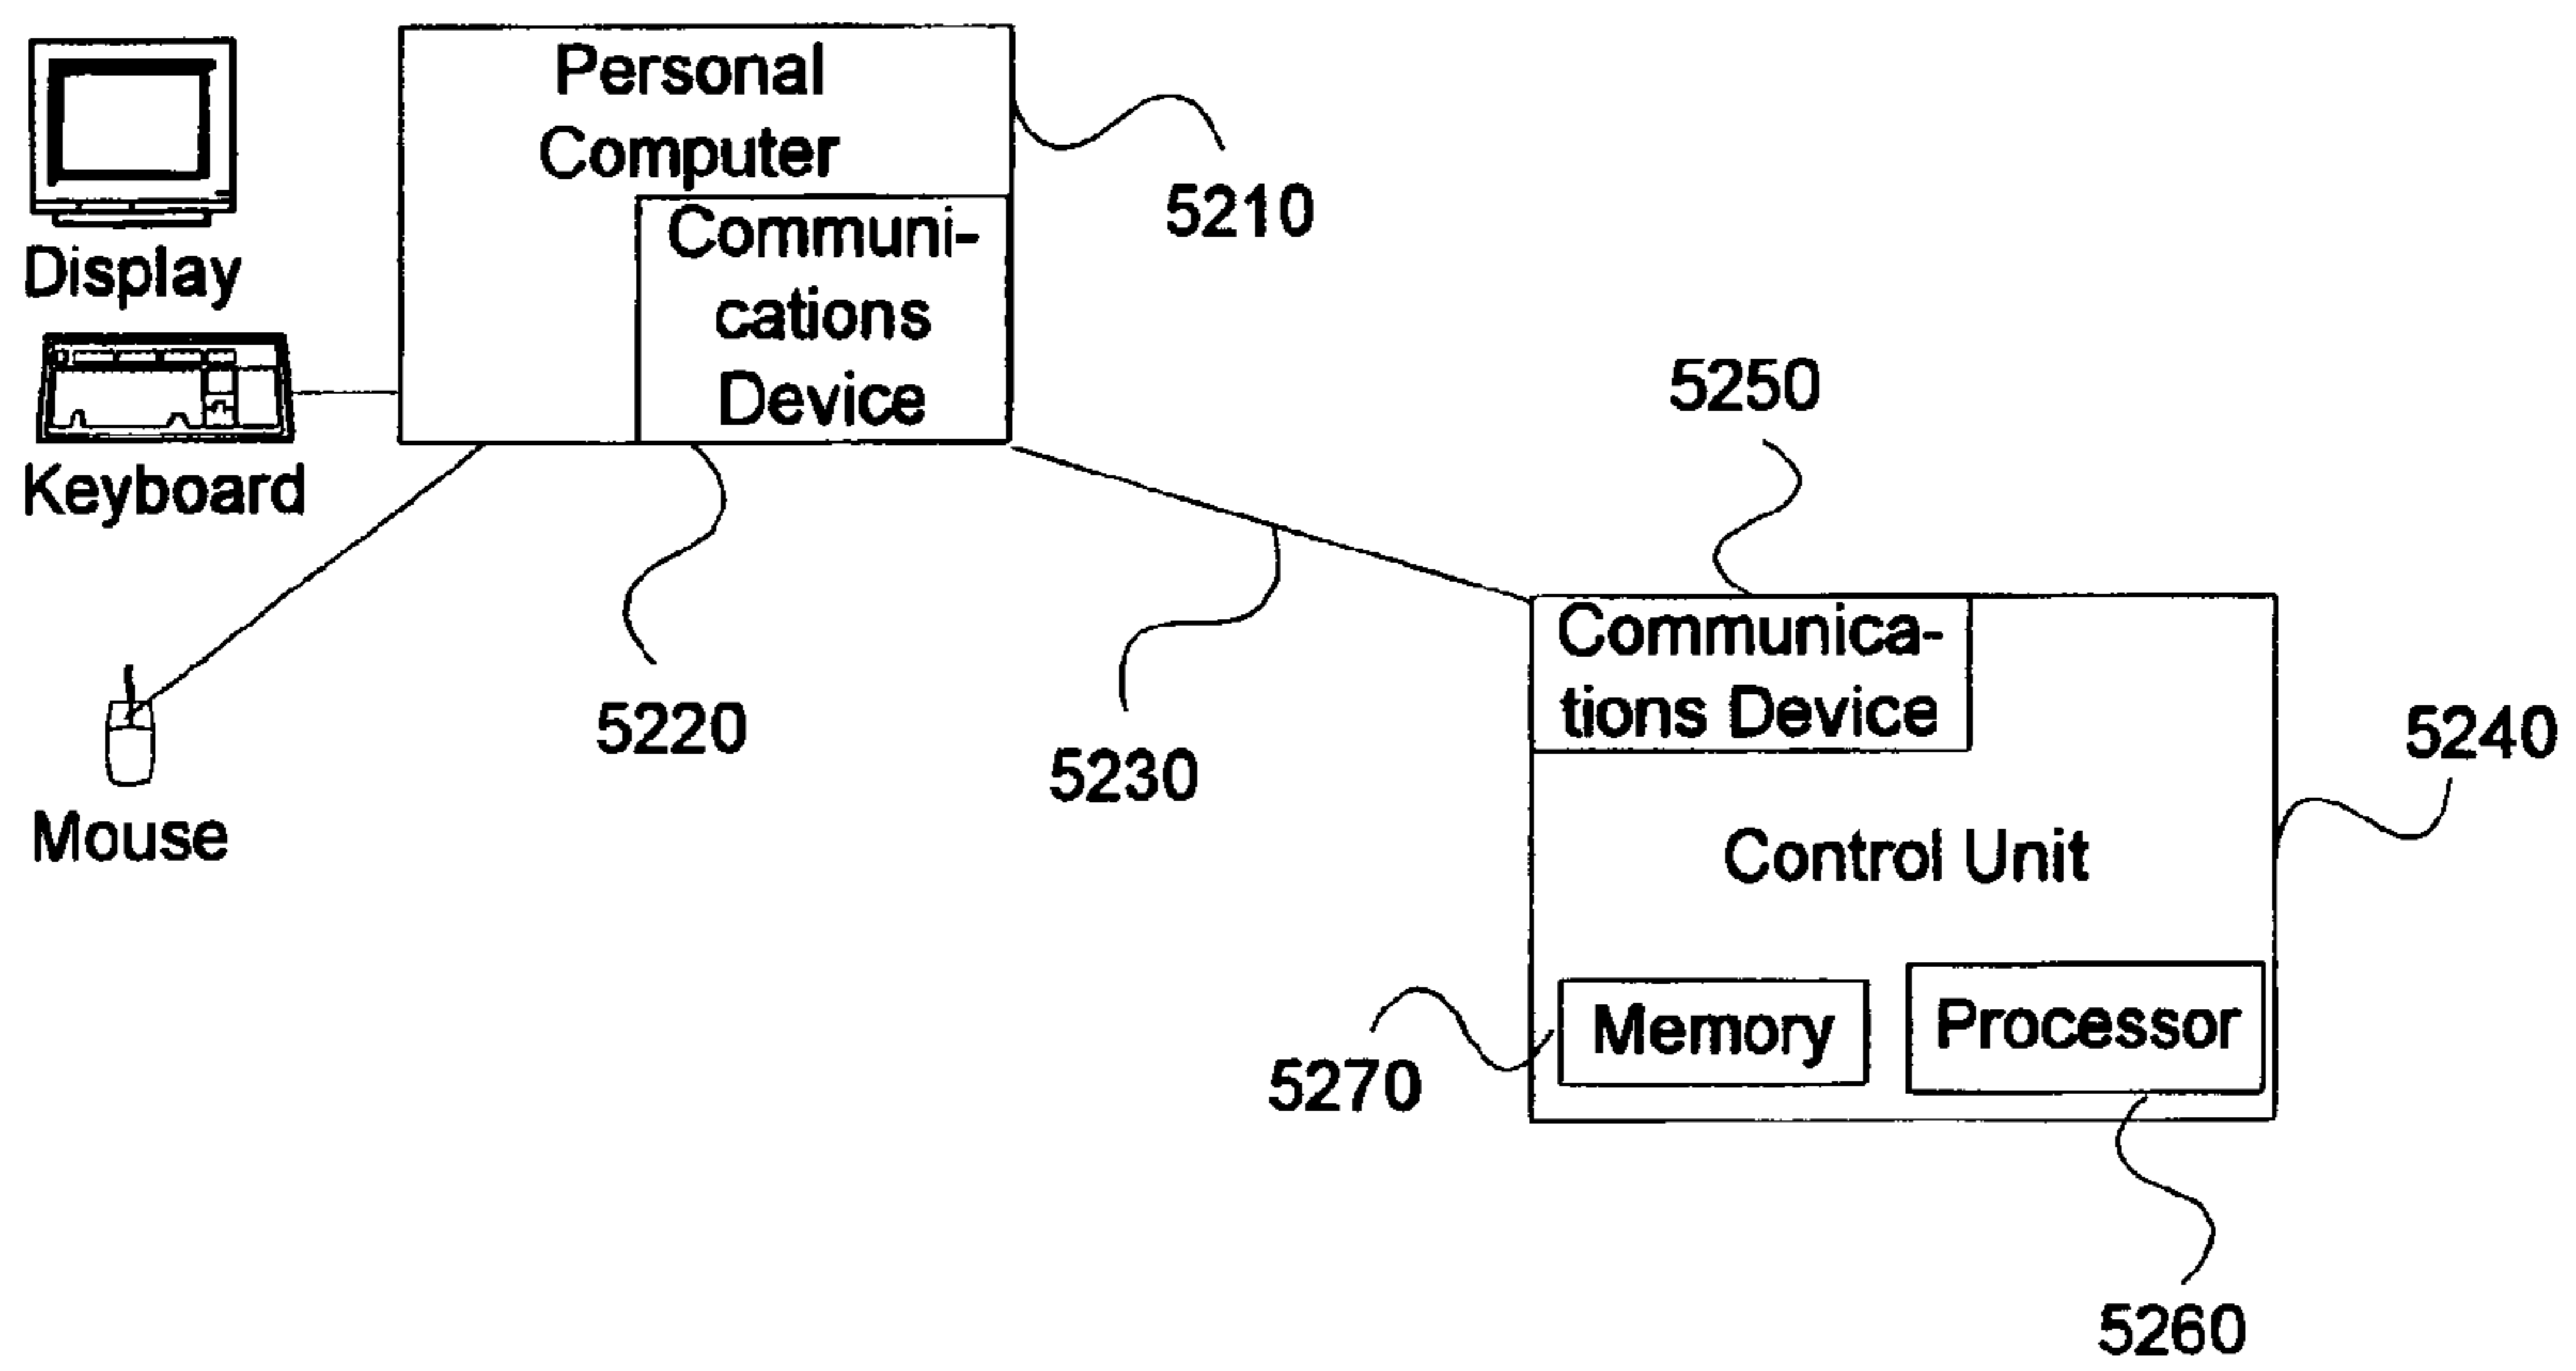 Personal
Computer
Communi-
cations
Device
Display
Keyboard
Mouse
5210
5220
5230
5250
Communica-
tions Device
5240
Control Unit
Memory
Processor
5270
5260